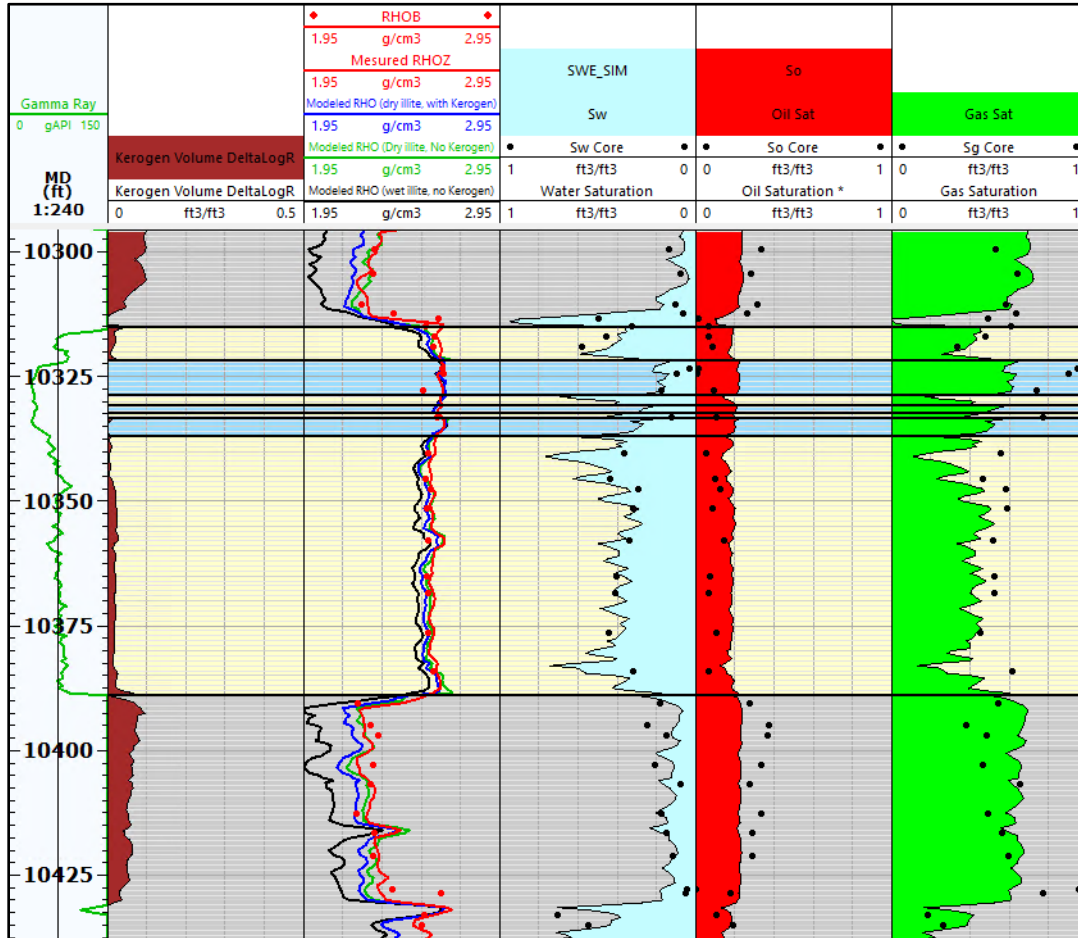 Gamma Ray
0 gAPI 150
MD
(ft)
1:240
Kerogen Volume DeltaLogR
Kerogen Volume DeltaLogR
0 ft3/ft3 0.5
RHOB
1.95 g/cm3 2.95
Mesured RHOZ
1.95 g/cm3 2.95
Modeled RHO (dry illite, with Kerogen)
1.95 g/cm3 2.95
Modeled RHO (Dry illite, No Kerogen)
1.95 g/cm3 2.95
Modeled RHO (wet illite, no Kerogen)
1.95 g/cm3 2.95
SWE_SIM
Sw
Sw Core
1 ft3/ft3 0
Water Saturation
1 ft3/ft3 0
So
Oil Sat
So Core
0 ft3/ft3 1
Oil Saturation *
0 ft3/ft3 1
Gas Sat
Sg Core
0 ft3/ft3 1
Gas Saturation
0 ft3/ft3 1
10300
10325
10350
10375
10400
10425